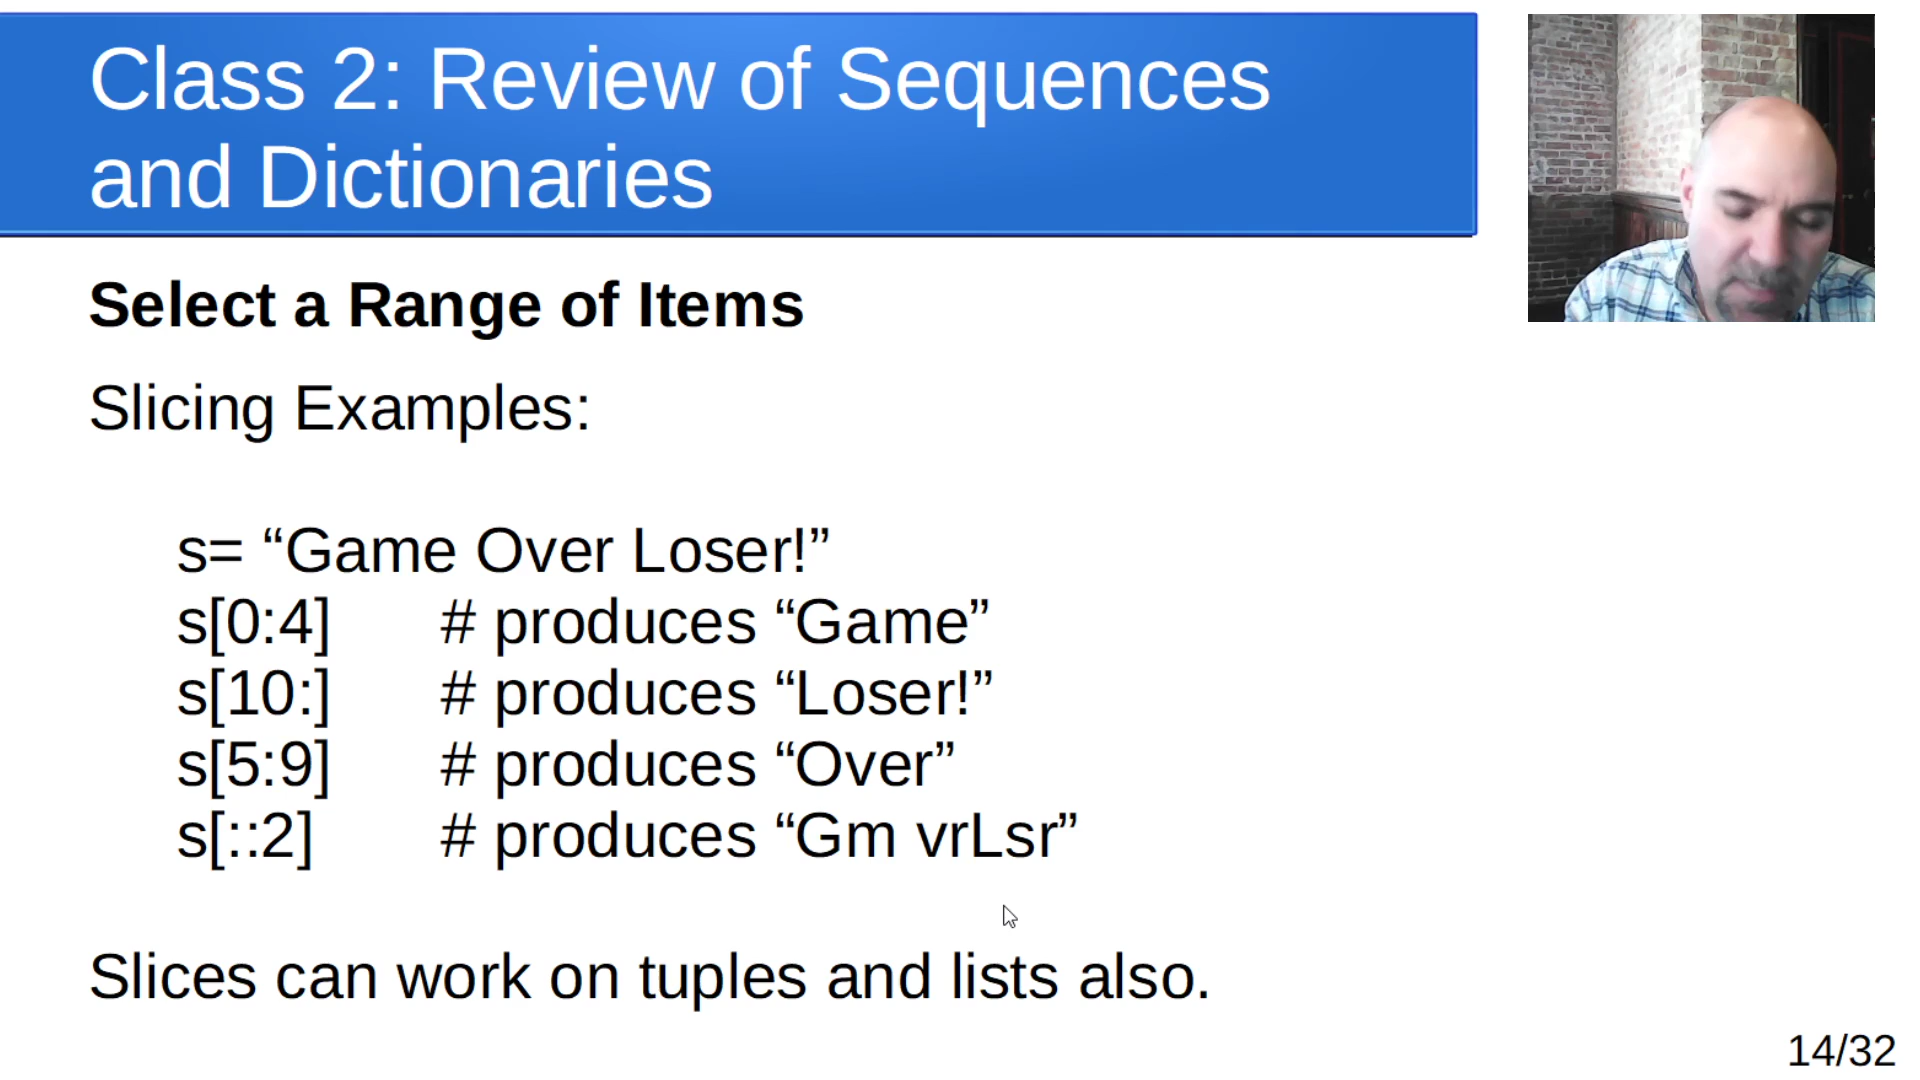 Class 2: Review of Sequences
and Dictionaries
Select a Range of Items
Slicing Examples:
s= “Game Over Loser!”
s[0:4] # produces “Game”
s[10:] # produces “Loser!”
s[5:9] # produces “Over”
s[::2] # produces “Gm vrLsr”
Slices can work on tuples and lists also.
14/32